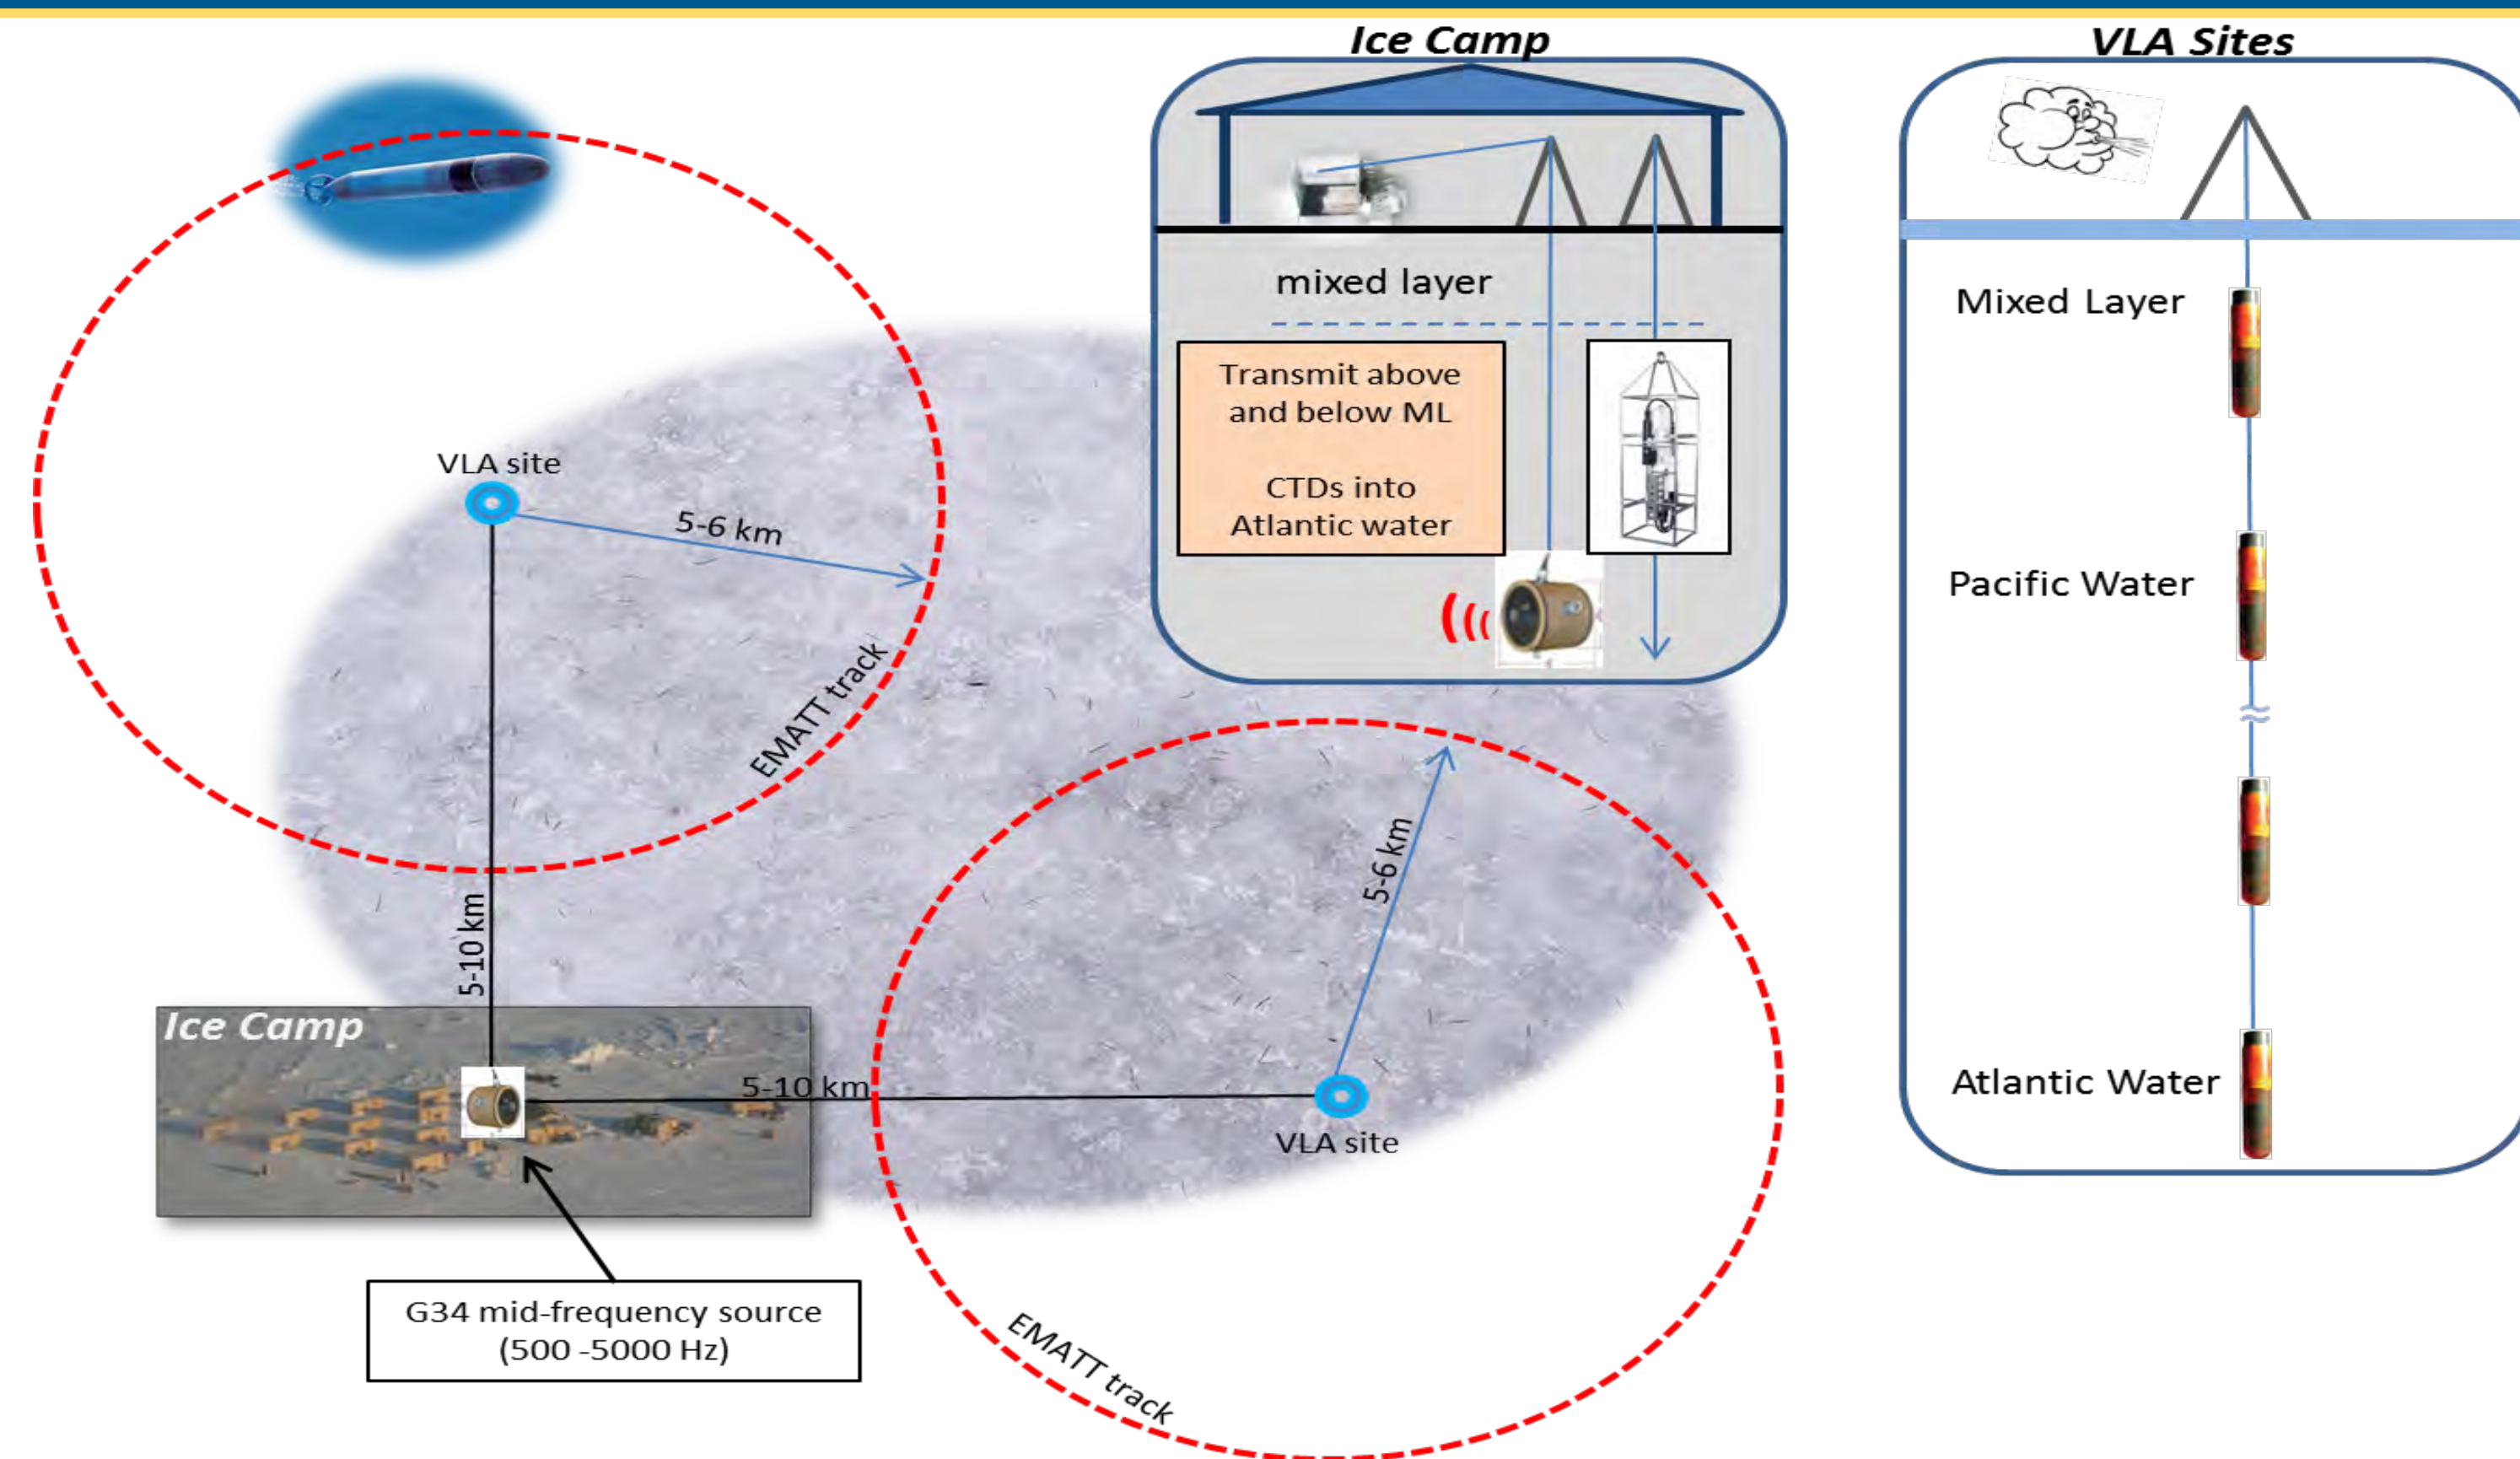 Ice Camp
VLA Sites
mixed layer
Transmit above
and below ML
CTDs into
Atlantic water
Mixed Layer
Pacific Water
Atlantic Water
VLA site
5-6 km
EMATT track
5-10 km
Ice Camp
5-10 km
5-6 km
VLA site
G34 mid-frequency source
(500 -5000 Hz)
EMATT track